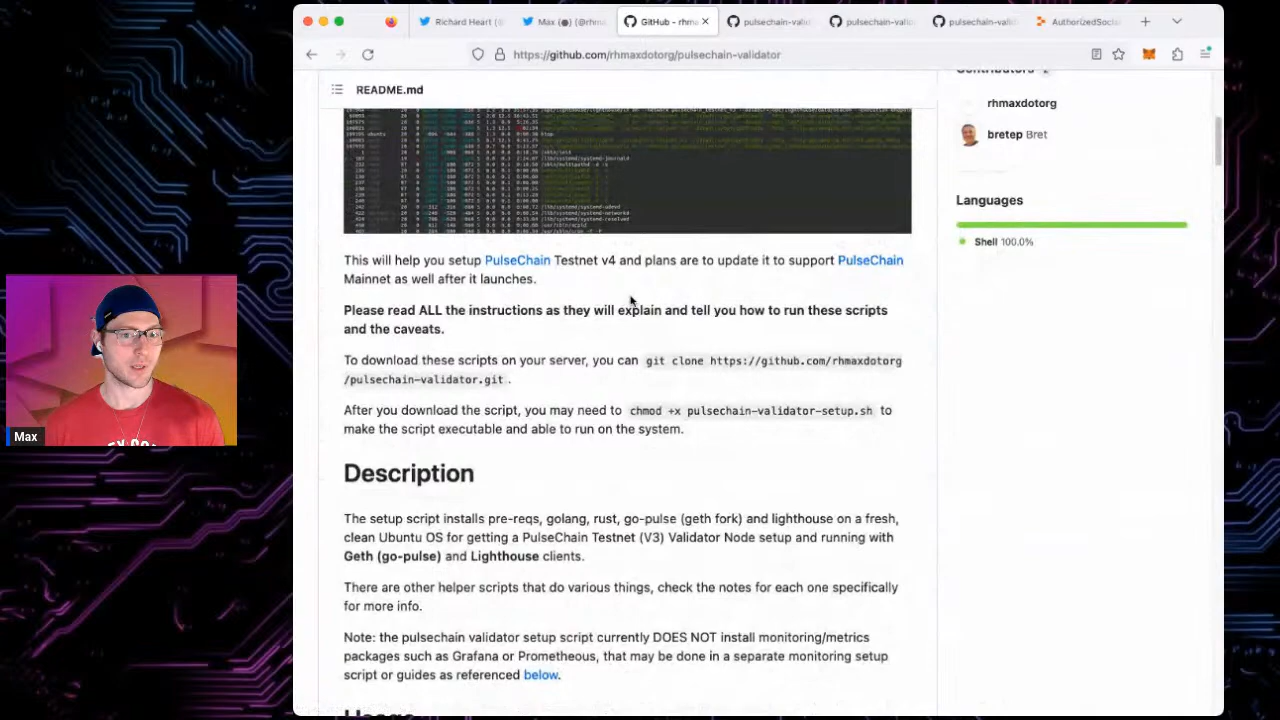 Richard Heart (@
Max (⬣) (@rhma
GitHub - rhma
pulsechain-valid
pulsechain-valid
pulsechain-valid
AuthorizedSocia
https://github.com/rhmaxdotorg/pulsechain-validator
README.md
Contributors 2
rhmaxdotorg
bretep Bret
Languages
Shell 100.0%
This will help you setup PulseChain Testnet v4 and plans are to update it to support PulseChain
Mainnet as well after it launches.
Please read ALL the instructions as they will explain and tell you how to run these scripts
and the caveats.
To download these scripts on your server, you can git clone https://github.com/rhmaxdotorg
/pulsechain-validator.git .
After you download the script, you may need to chmod +x pulsechain-validator-setup.sh to
make the script executable and able to run on the system.
Description
The setup script installs pre-reqs, golang, rust, go-pulse (geth fork) and lighthouse on a fresh,
clean Ubuntu OS for getting a PulseChain Testnet (V3) Validator Node setup and running with
Geth (go-pulse) and Lighthouse clients.
There are other helper scripts that do various things, check the notes for each one specifically
for more info.
Note: the pulsechain validator setup script currently DOES NOT install monitoring/metrics
packages such as Grafana or Prometheus, that may be done in a separate monitoring setup
script or guides as referenced below.
Usage
Max